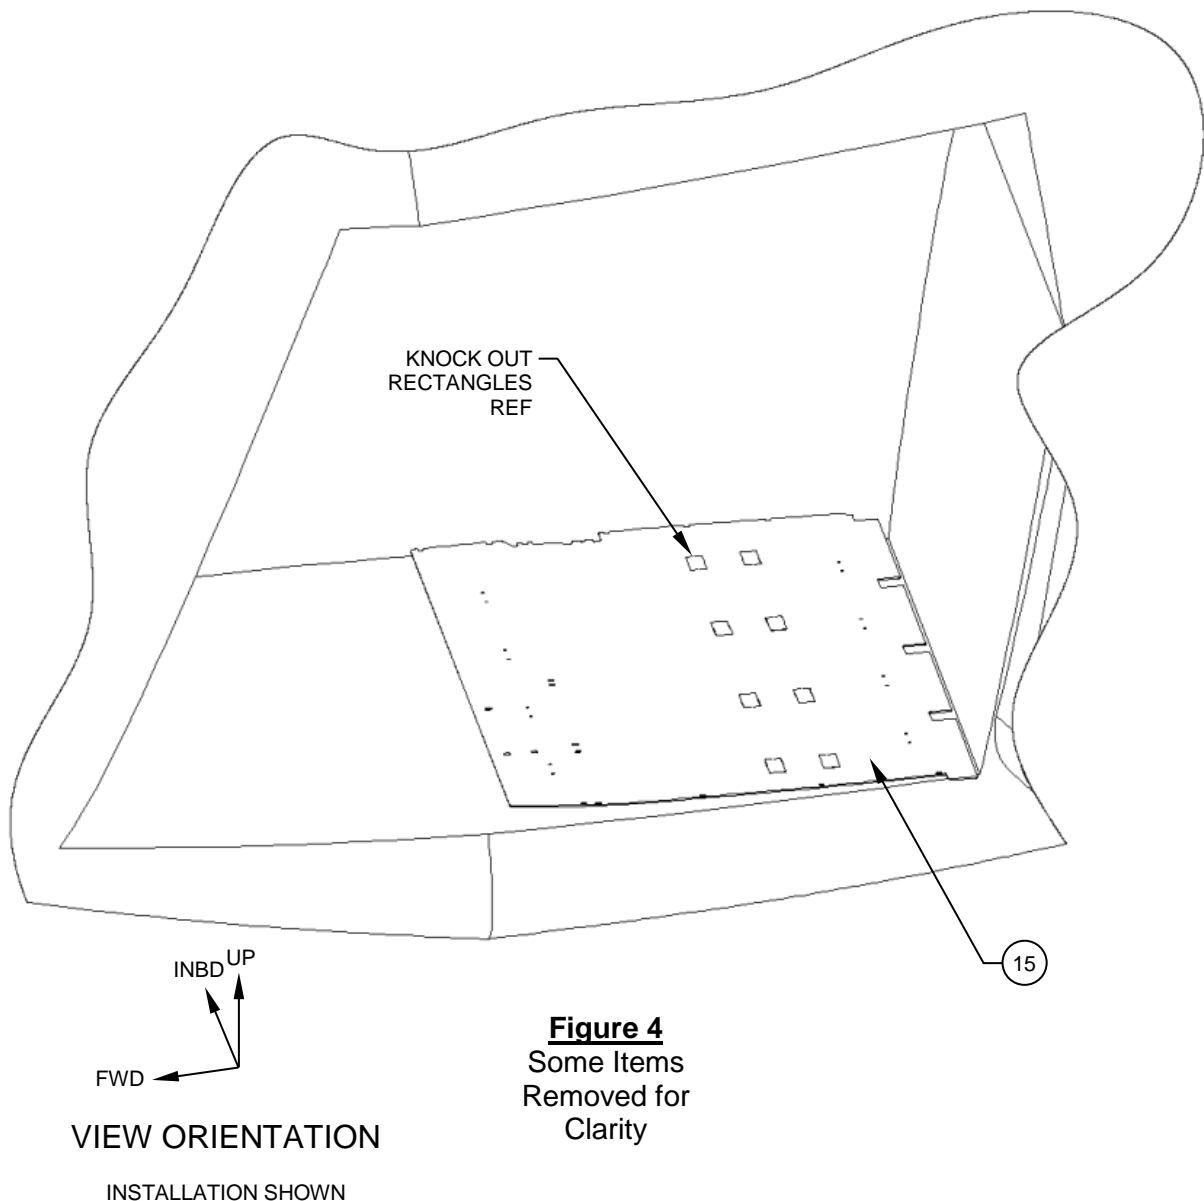 KNOCK OUT
RECTANGLES
REF
15
UP
INBD
FWD
Figure 4
Some Items
Removed for
Clarity
VIEW ORIENTATION
INSTALLATION SHOWN